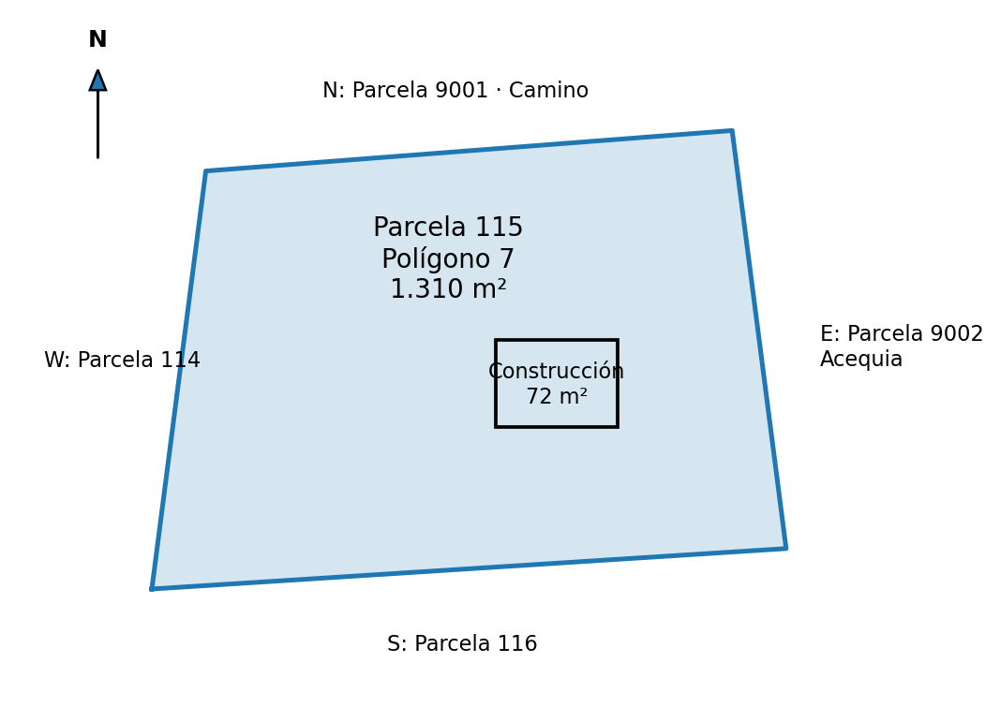 N
N: Parcela 9001 · Camino
Parcela 115
Polígono 7
1.310 m²
E: Parcela 9002
Acequia
W: Parcela 114
Construcción
72 m²
S: Parcela 116